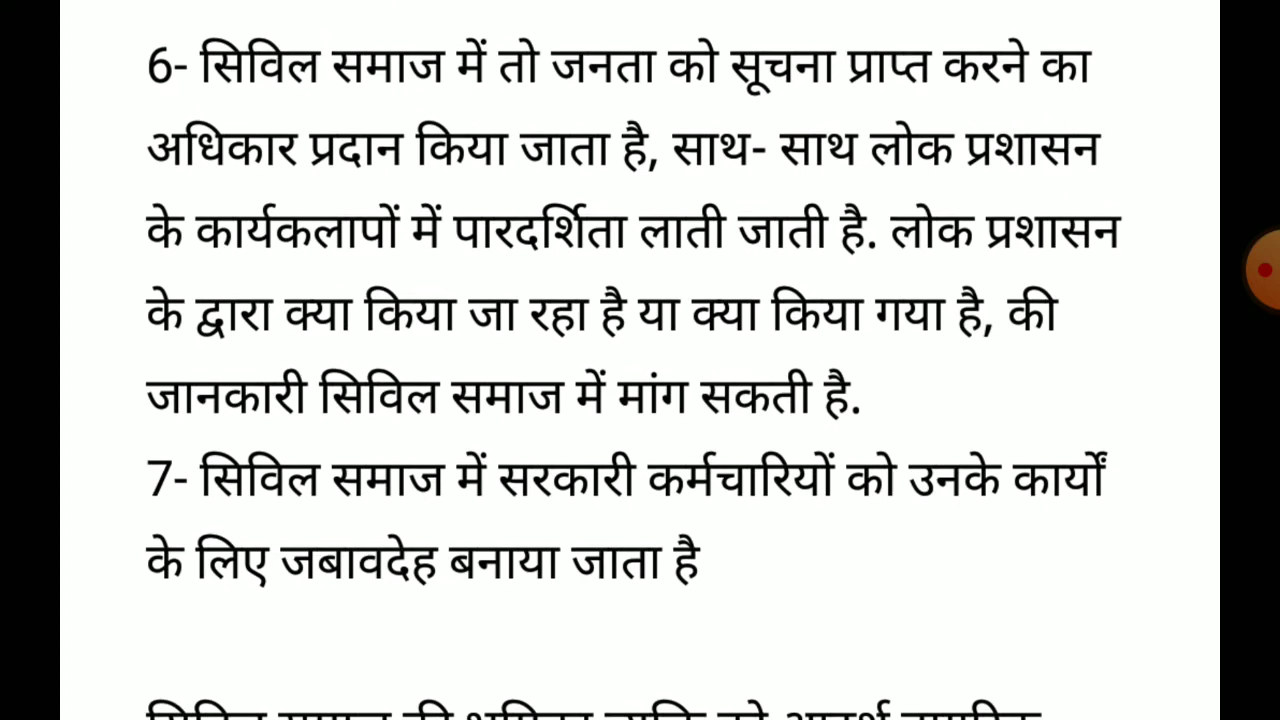 6- सिविल समाज में तो जनता को सूचना प्राप्त करने का
अधिकार प्रदान किया जाता है, साथ- साथ लोक प्रशासन
के कार्यकलापों में पारदर्शिता लाती जाती है. लोक प्रशासन
के द्वारा क्या किया जा रहा है या क्या किया गया है, की
जानकारी सिविल समाज में मांग सकती है.
7- सिविल समाज में सरकारी कर्मचारियों को उनके कार्यों
के लिए जबावदेह बनाया जाता है